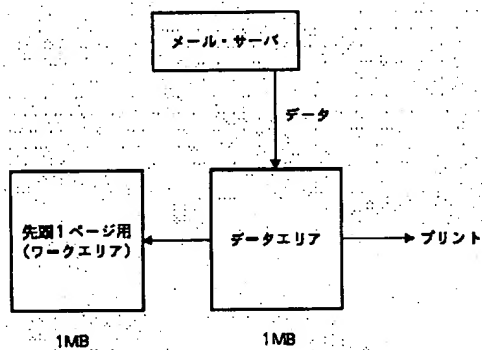 メール・サーバ
データ
先頭1ページ用
(ワークエリア)
データエリア
プリント
1MB
1MB